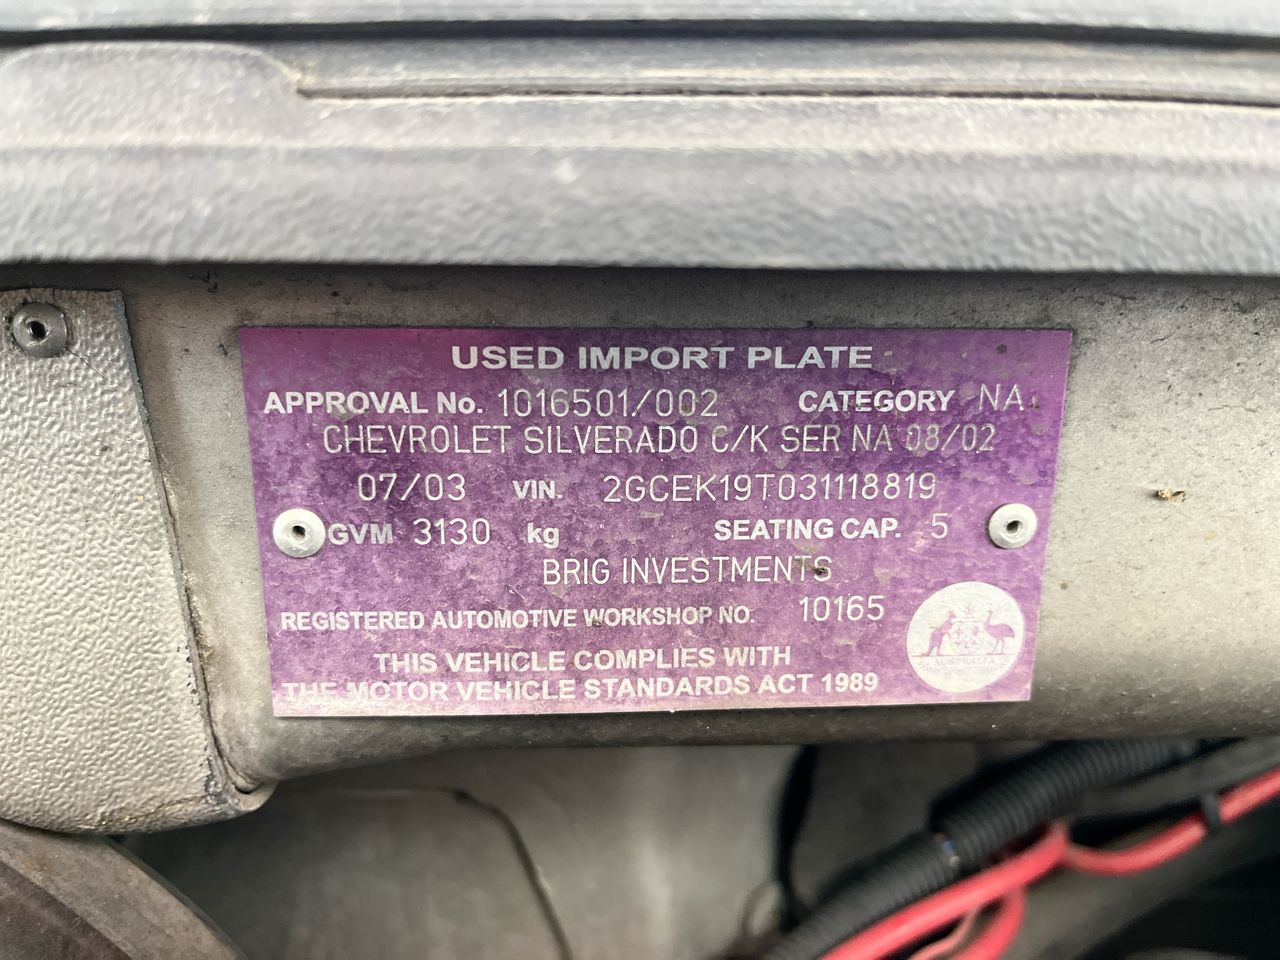 USED IMPORT PLATE
APPROVAL No. 1016501/002 CATEGORY NA
CHEVROLET SILVERADO C/K SER NA 08/02
07/03 VIN. 2GCEK19T031118819
GVM 3130 kg SEATING CAP. 5
BRIG INVESTMENTS
REGISTERED AUTOMOTIVE WORKSHOP NO. 10165
THIS VEHICLE COMPLIES WITH
THE MOTOR VEHICLE STANDARDS ACT 1989
AUSTRALIA